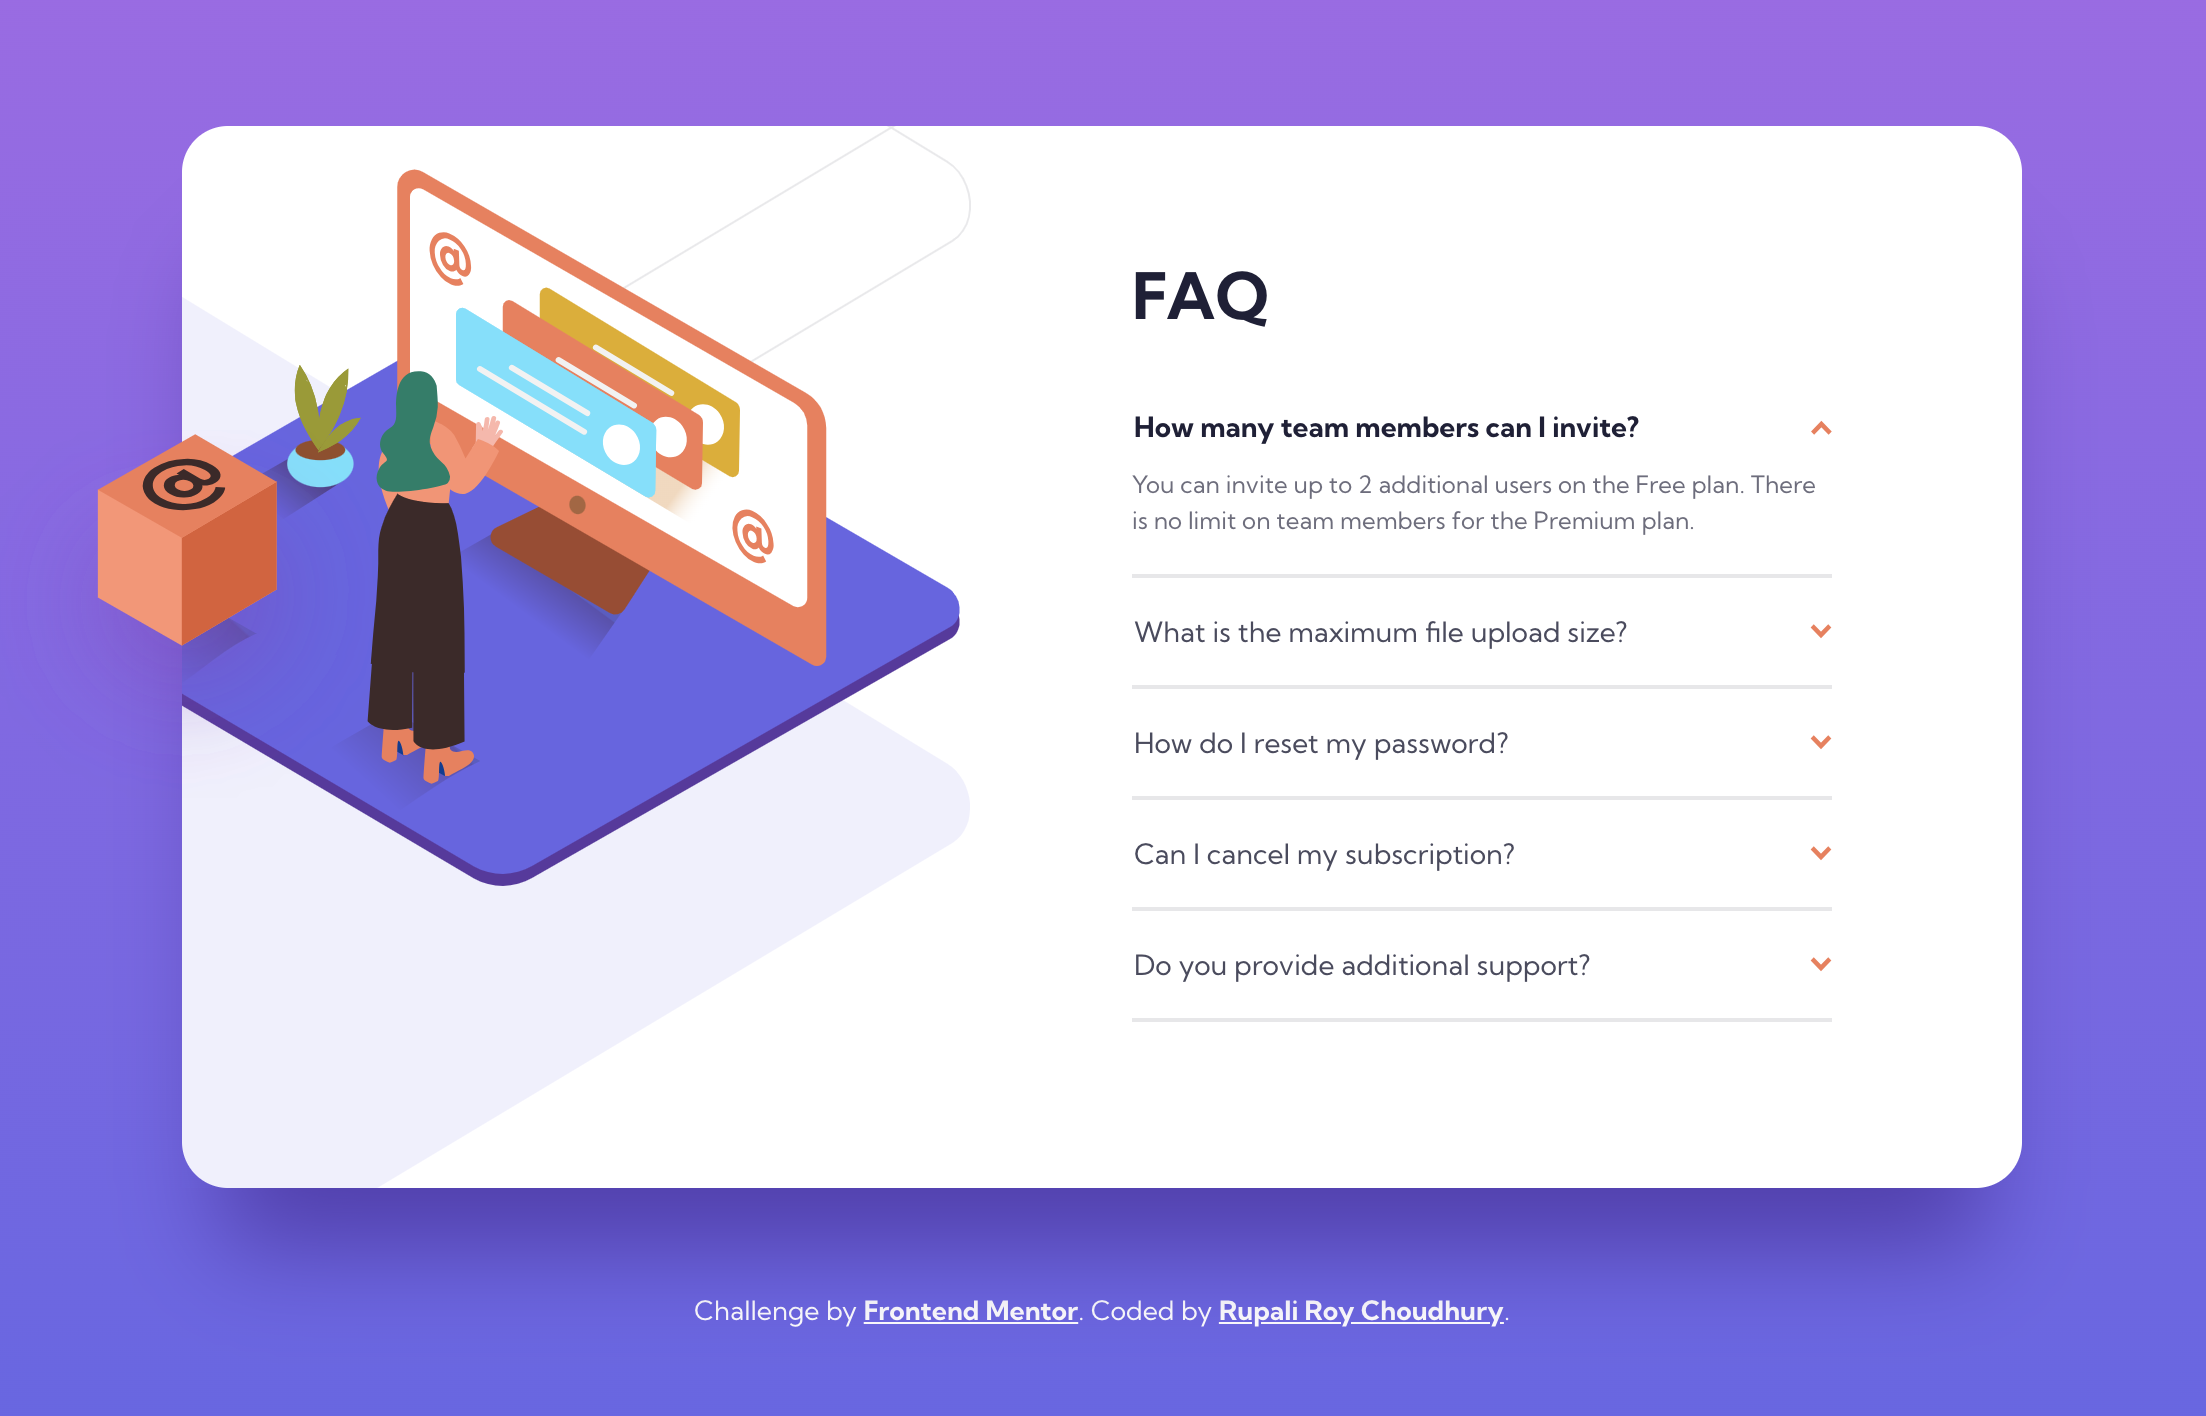 @
@
@
FAQ
How many team members can I invite?
You can invite up to 2 additional users on the Free plan. There
is no limit on team members for the Premium plan.
What is the maximum file upload size?
How do I reset my password?
Can I cancel my subscription?
Do you provide additional support?
Challenge by Frontend Mentor. Coded by Rupali Roy Choudhury.